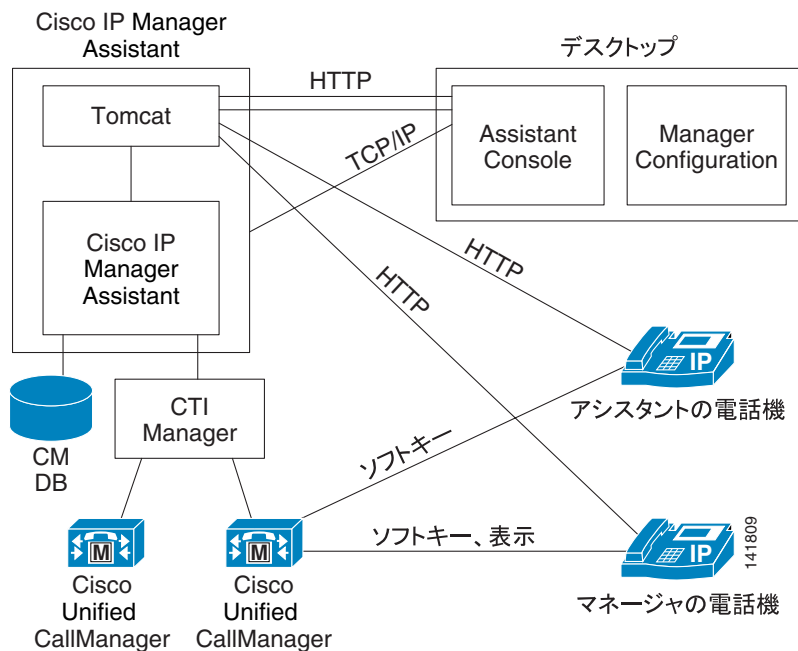 Cisco IP Manager
Assistant
デスクトップ
HTTP
Tomcat
Assistant
Console
Manager
Configuration
TCP/IP
Cisco IP
Manager
Assistant
HTTP
HTTP
IP
アシスタントの電話機
CTI
Manager
CM
DB
ソフトキー
ソフトキー、表示
M
M
IP
141809
Cisco
Unified
CallManager
Cisco
Unified
CallManager
マネージャの電話機